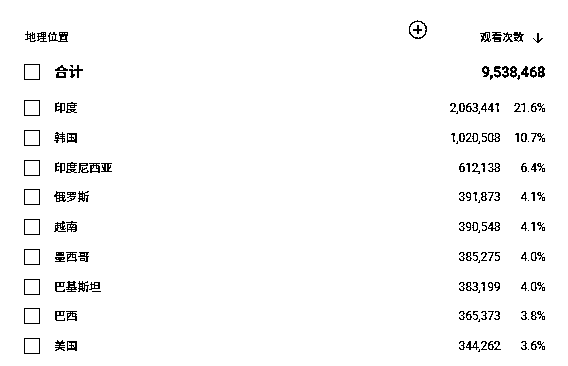 地理位置 观看次数
合计 9,538,468
印度 2,063,441 21.6%
韩国 1,020,508 10.7%
印度尼西亚 612,138 6.4%
俄罗斯 391,873 4.1%
越南 390,548 4.1%
墨西哥 385,275 4.0%
巴基斯坦 383,199 4.0%
巴西 365,373 3.8%
美国 344,262 3.6%